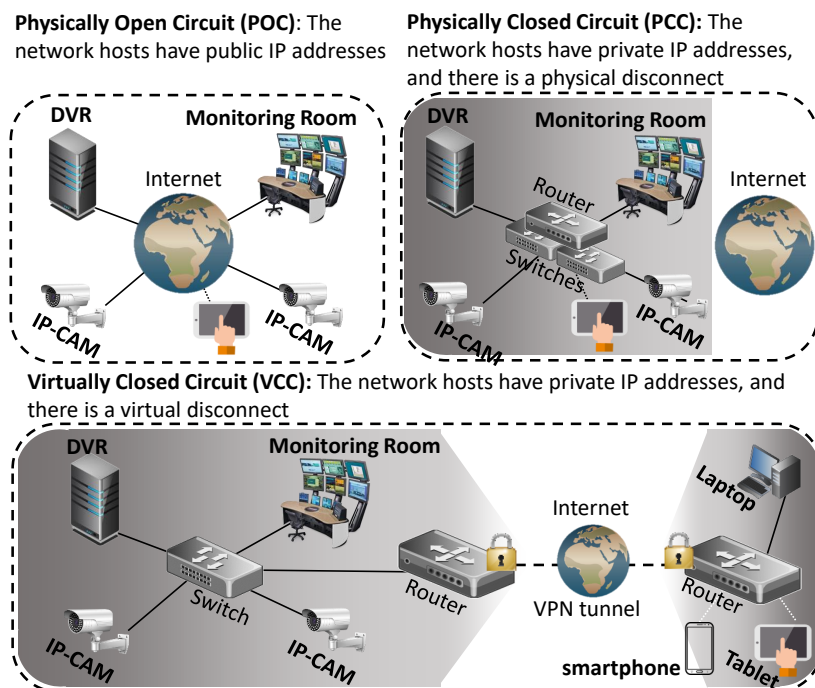 Physically Open Circuit (POC): The
network hosts have public IP addresses
DVR
Monitoring Room
Internet
IP-CAM
IP-CAM
Physically Closed Circuit (PCC): The
network hosts have private IP addresses,
and there is a physical disconnect
DVR
Monitoring Room
Router
Internet
Switches
IP-CAM
IP-CAM
Virtually Closed Circuit (VCC): The network hosts have private IP addresses, and
there is a virtual disconnect
DVR
Monitoring Room
Laptop
Internet
Switch
Router
VPN tunnel
Router
IP-CAM
IP-CAM
smartphone
Tablet